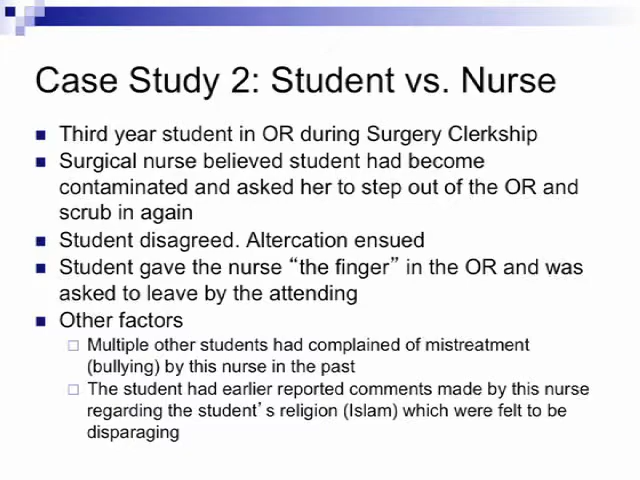 Case Study 2: Student vs. Nurse
Third year student in OR during Surgery Clerkship
Surgical nurse believed student had become
contaminated and asked her to step out of the OR and
scrub in again
Student disagreed. Altercation ensued
Student gave the nurse “the finger” in the OR and was
asked to leave by the attending
Other factors
Multiple other students had complained of mistreatment
(bullying) by this nurse in the past
The student had earlier reported comments made by this nurse
regarding the student’s religion (Islam) which were felt to be
disparaging